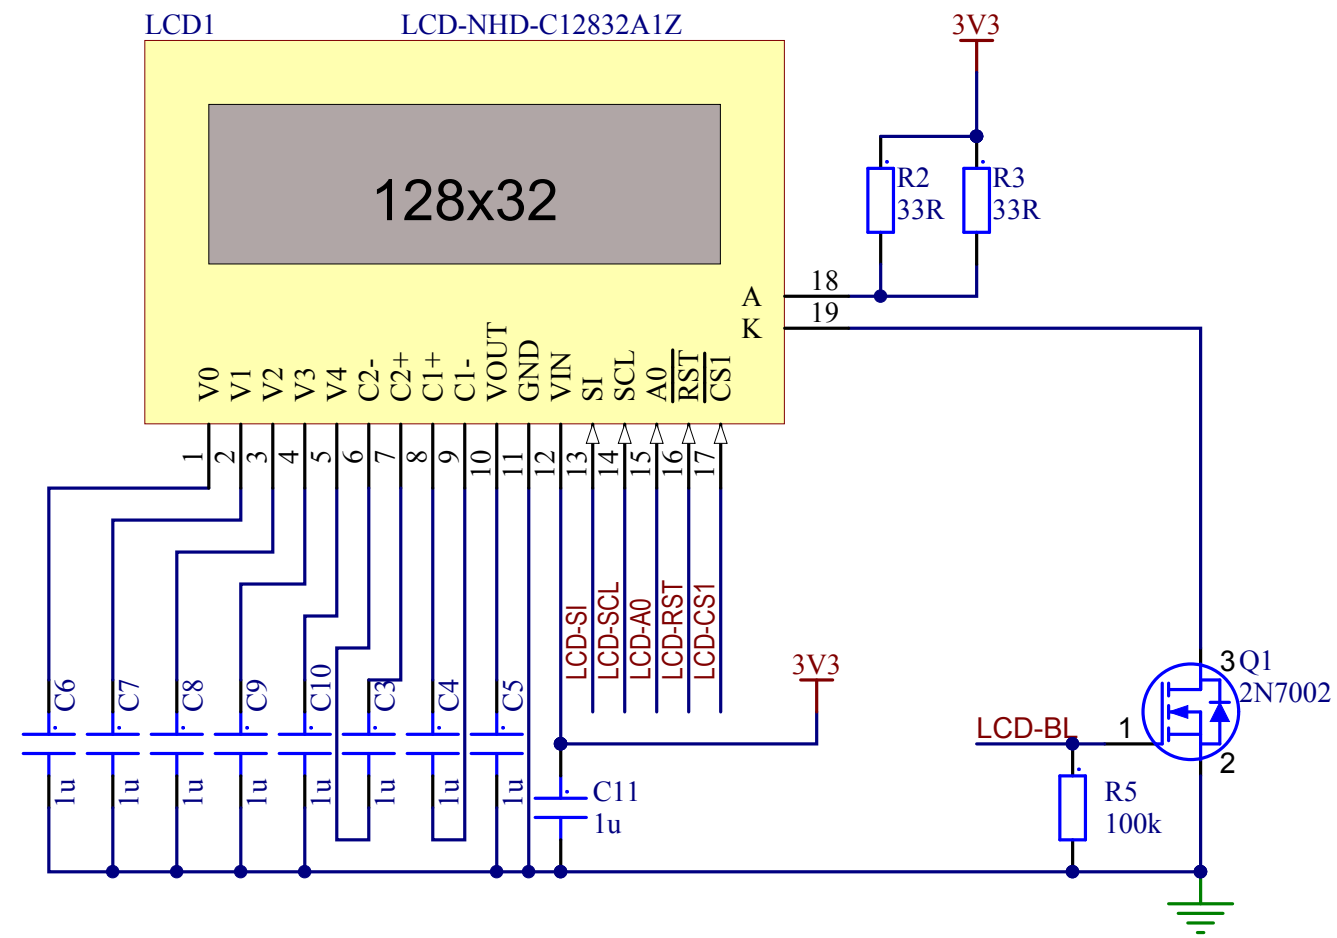 LCD1 LCD-NHD-C12832A1Z
3V3
128x32
R2 R3
33R 33R
A 18
K 19
V0 V1 V2 V3 V4 C2- C2+ C1+ C1- VOUT GND VIN SI SCL A0 RST CS1
1 2 3 4 5 6 7 8 9 10 11 12 13 14 15 16 17
LCD-SI LCD-SCL LCD-A0 LCD-RST LCD-CS1
3V3
C6 C7 C8 C9 C10 C3 C4 C5
1u 1u 1u 1u 1u 1u 1u 1u
C11
1u
3 Q1
2N7002
LCD-BL 1
2
R5
100k